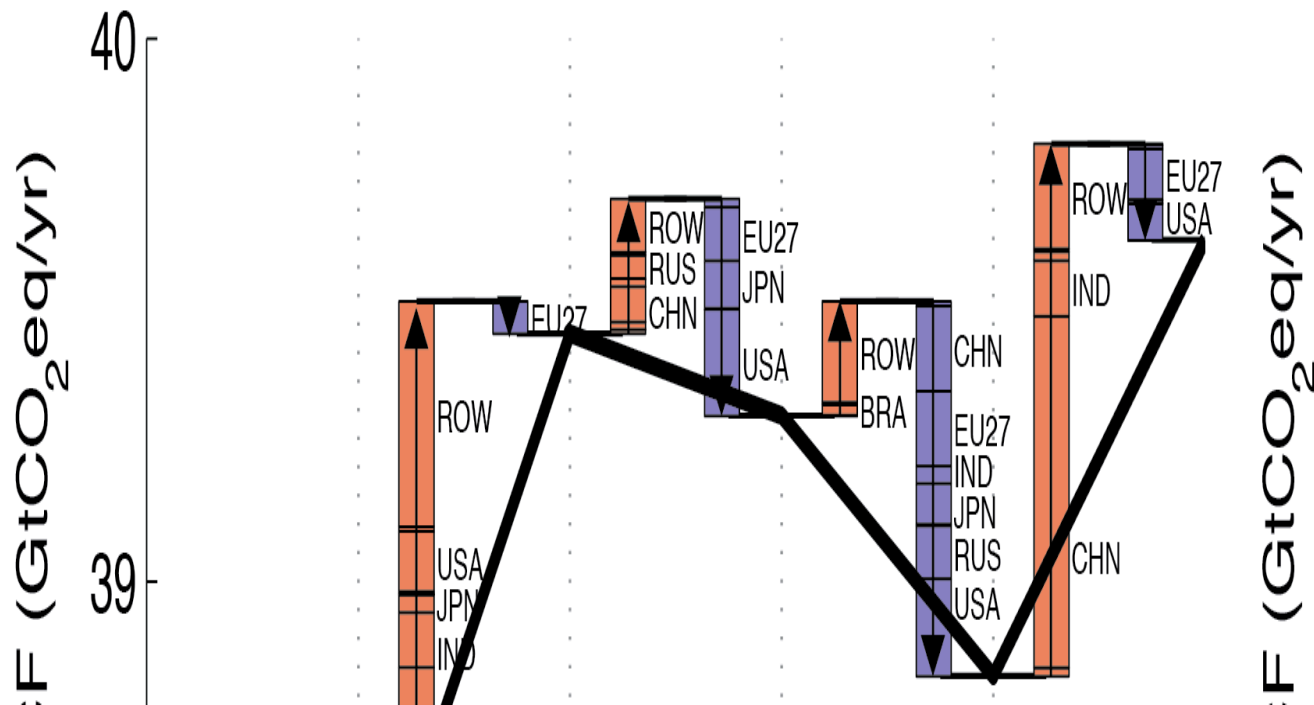 40
39
F (GtCO2eq/yr)
ROW
USA
JPN
IND
EU27
ROW
RUS
CHN
EU27
JPN
USA
ROW
BRA
CHN
EU27
IND
JPN
RUS
USA
ROW
IND
CHN
EU27
USA
F (GtCO2eq/yr)